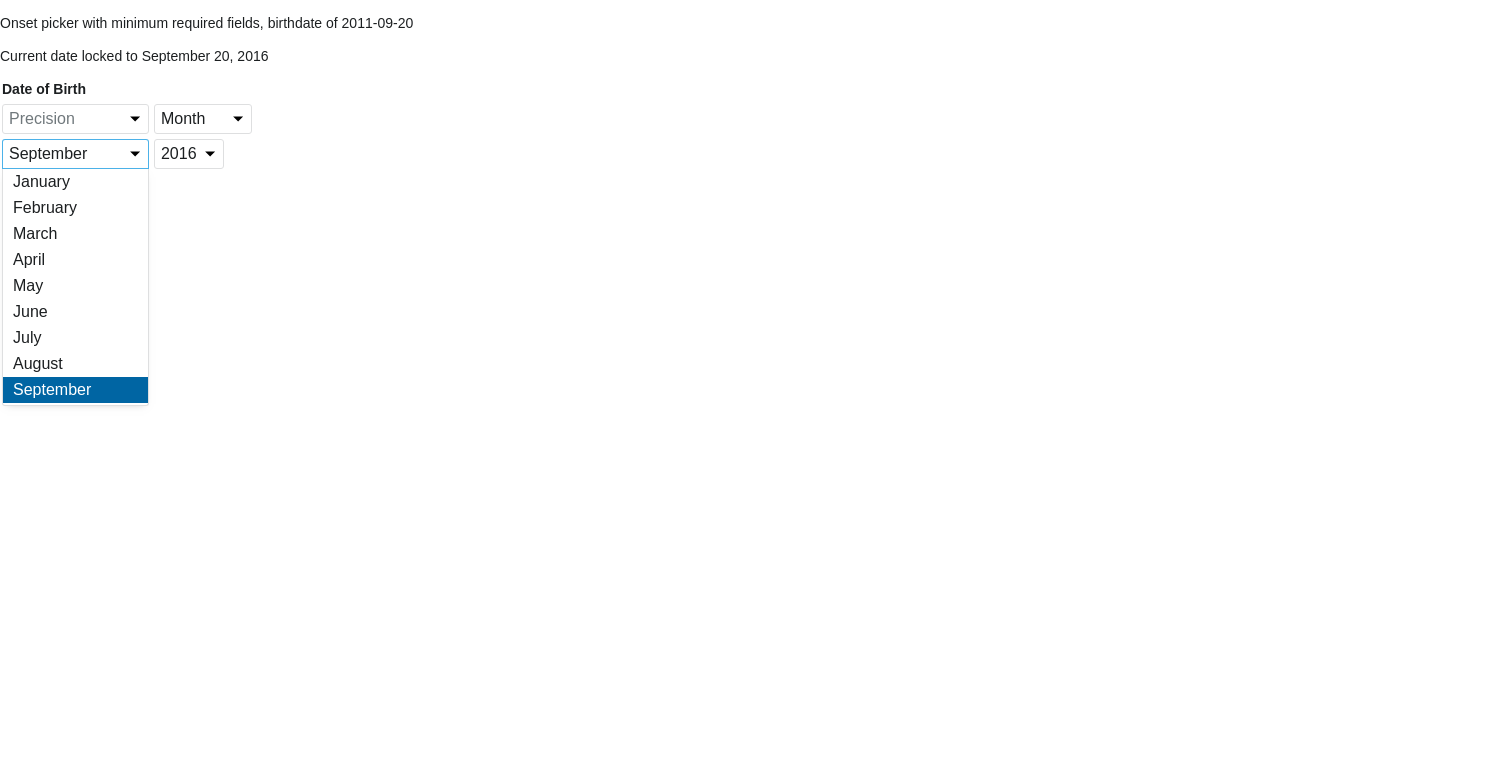 Onset picker with minimum required fields, birthdate of 2011-09-20
Current date locked to September 20, 2016
Date of Birth
Precision Month
September 2016
January
February
March
April
May
June
July
August
September